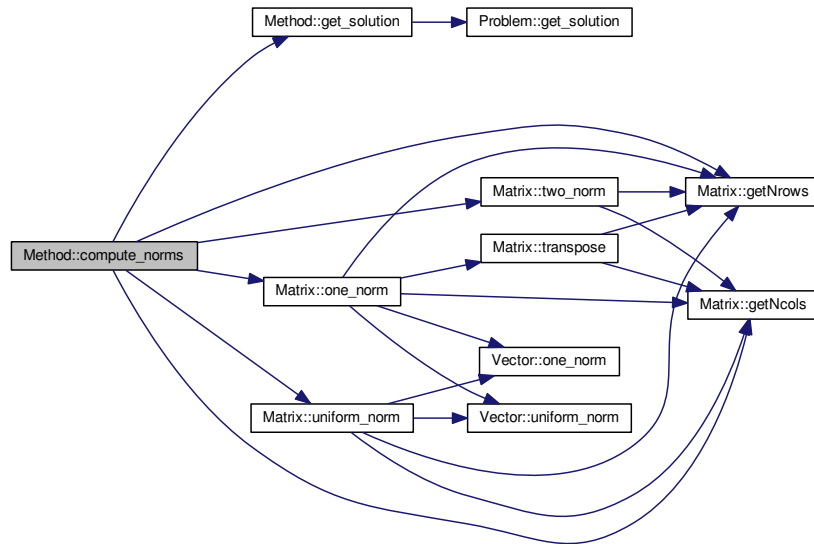 Method::get_solution
Problem::get_solution
Matrix::two_norm
Matrix::getNrows
Method::compute_norms
Matrix::transpose
Matrix::one_norm
Matrix::getNcols
Vector::one_norm
Matrix::uniform_norm
Vector::uniform_norm